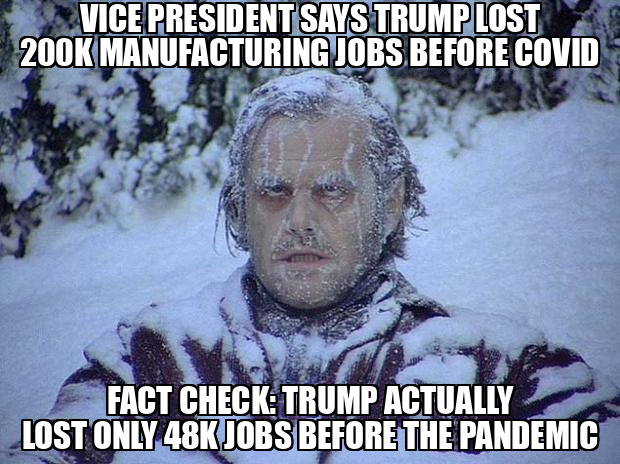 VICE PRESIDENT SAYS TRUMP LOST
200K MANUFACTURING JOBS BEFORE COVID
FACT CHECK: TRUMP ACTUALLY
LOST ONLY 48K JOBS BEFORE THE PANDEMIC